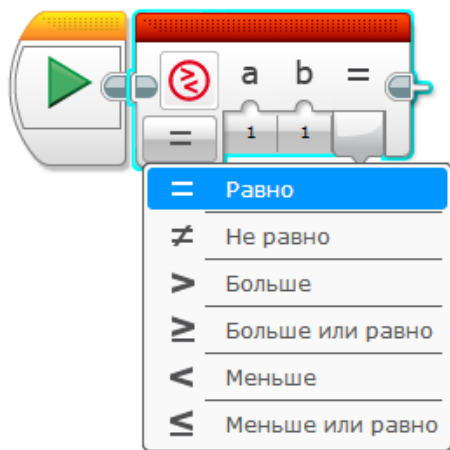 a b =
= 1 1
= Равно
≠ Не равно
> Больше
≥ Больше или равно
< Меньше
≤ Меньше или равно